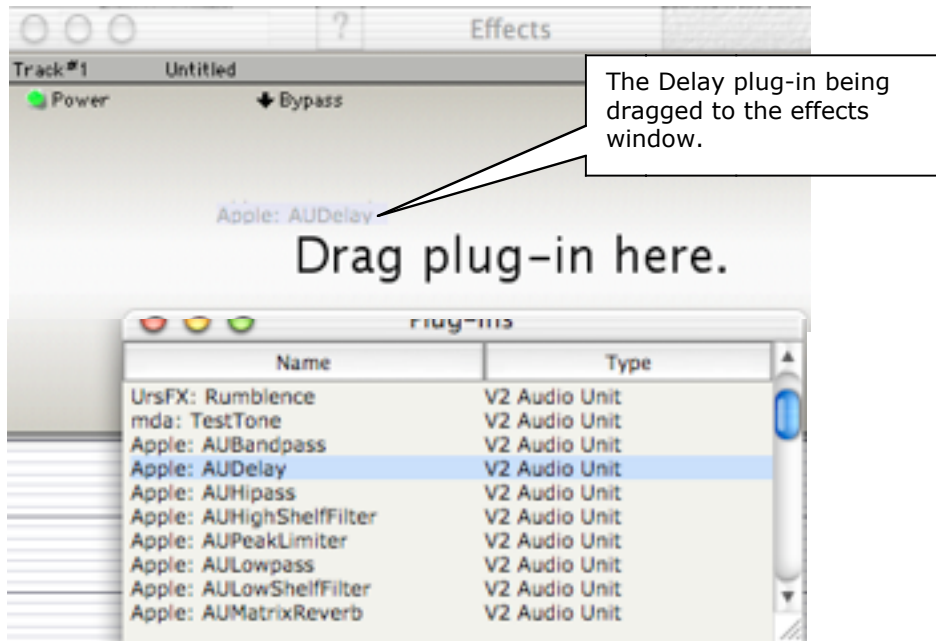 ? Effects
Track#1 Untitled
Power Bypass
The Delay plug-in being
dragged to the effects
window.
Apple: AUDelay
Drag plug-in here.
Plug-ins
Name Type
UrsFX: Rumblence V2 Audio Unit
mda: TestTone V2 Audio Unit
Apple: AUBandpass V2 Audio Unit
Apple: AUDelay V2 Audio Unit
Apple: AUHipass V2 Audio Unit
Apple: AUHighShelfFilter V2 Audio Unit
Apple: AUPeakLimiter V2 Audio Unit
Apple: AULowpass V2 Audio Unit
Apple: AULowShelfFilter V2 Audio Unit
Apple: AUMatrixReverb V2 Audio Unit